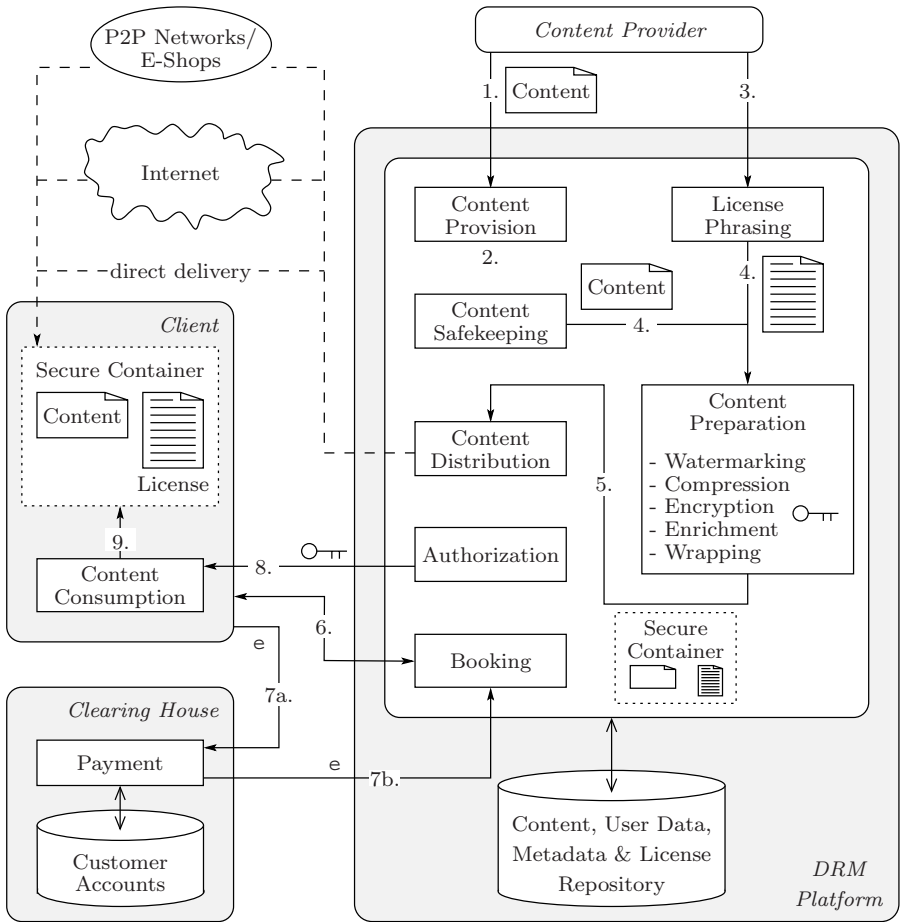 P2P Networks/
E-Shops
Content Provider
1.
Content
3.
Internet
Content
Provision
2.
License
Phrasing
4.
direct delivery
Content
Client
Content
Safekeeping
4.
Secure Container
Content
License
Content
Preparation
- Watermarking
- Compression
- Encryption
- Enrichment
- Wrapping
Content
Distribution
5.
9.
8.
Authorization
Content
Consumption
6.
e
Secure
Container
Booking
7a.
Clearing House
Payment
e
7b.
Customer
Accounts
Content, User Data,
Metadata & License
Repository
DRM
Platform